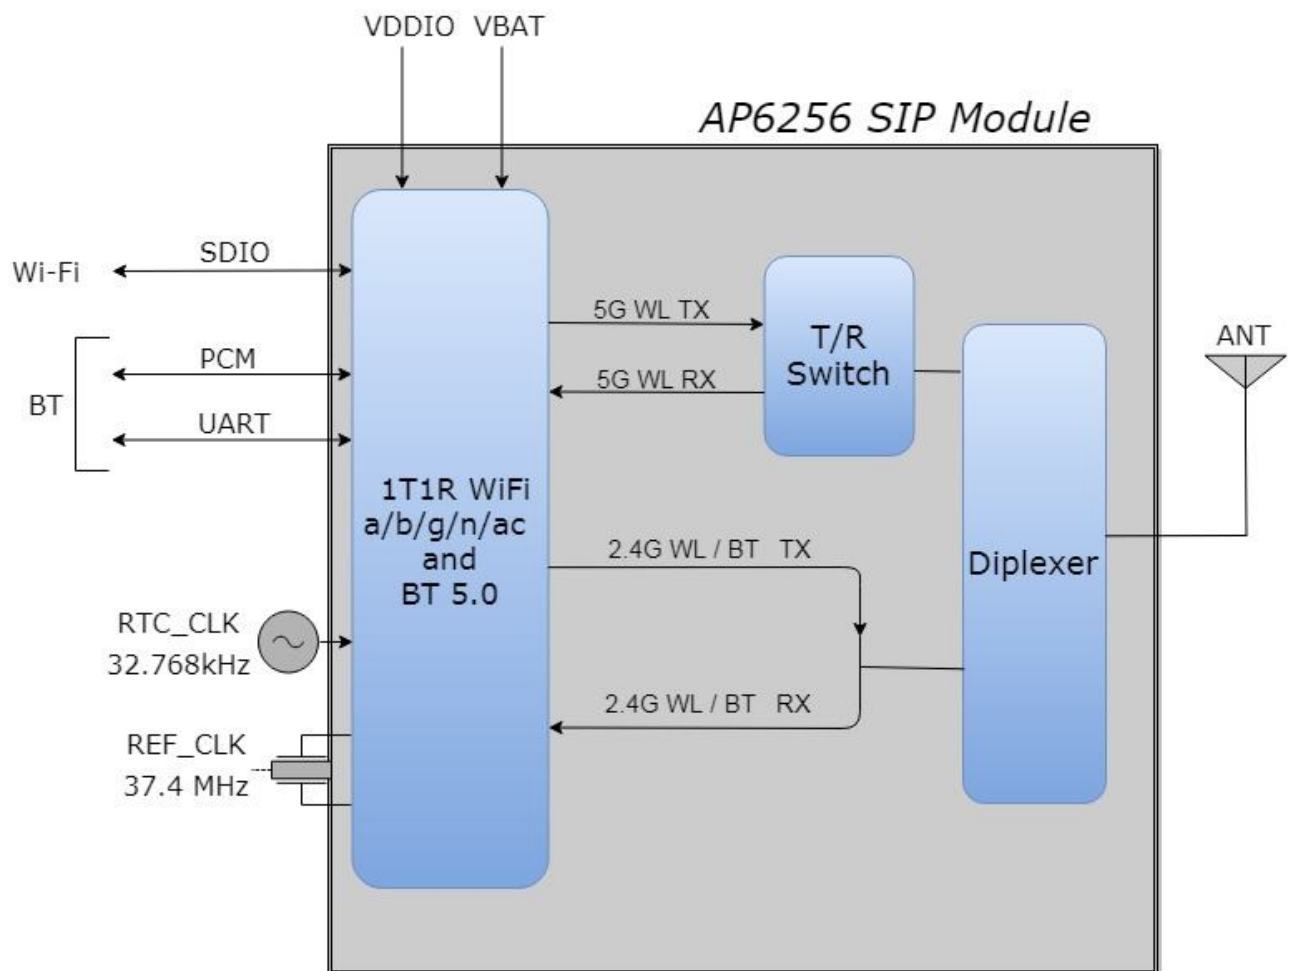 VDDIO VBAT
AP6256 SIP Module
Wi-Fi
SDIO
BT
PCM
UART
RTC_CLK
32.768kHz
REF_CLK
37.4 MHz
1T1R WiFi
a/b/g/n/ac
and
BT 5.0
5G WL TX
5G WL RX
T/R
Switch
2.4G WL / BT TX
2.4G WL / BT RX
Diplexer
ANT